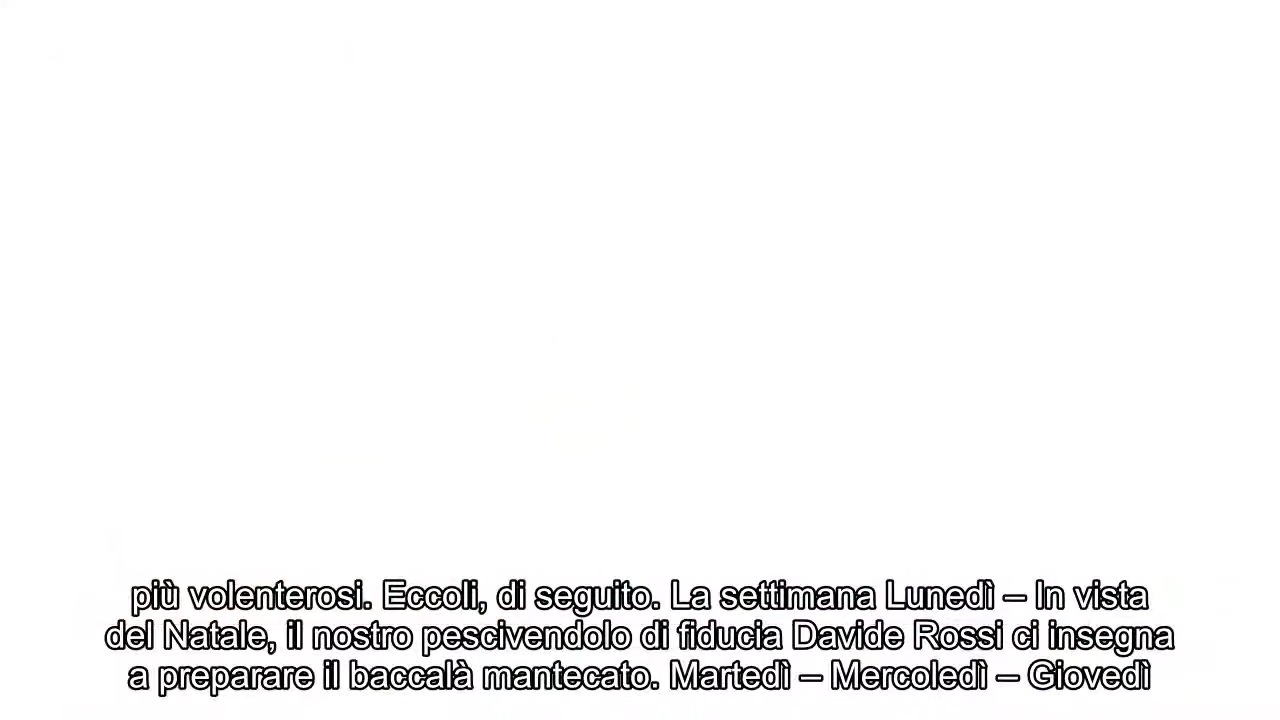 più volenterosi. Eccoli, di seguito. La settimana Lunedì – In vista
del Natale, il nostro pescivendolo di fiducia Davide Rossi ci insegna
a preparare il baccalà mantecato. Martedì – Mercoledì – Giovedì